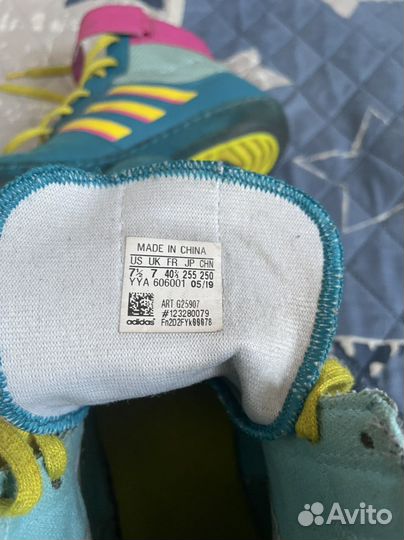 MADE IN CHINA
US UK FR JP CHN
7½ 7 40⅔ 255 250
YYA 606001 05/19
ART G25907
#123280079
adidas
Avito